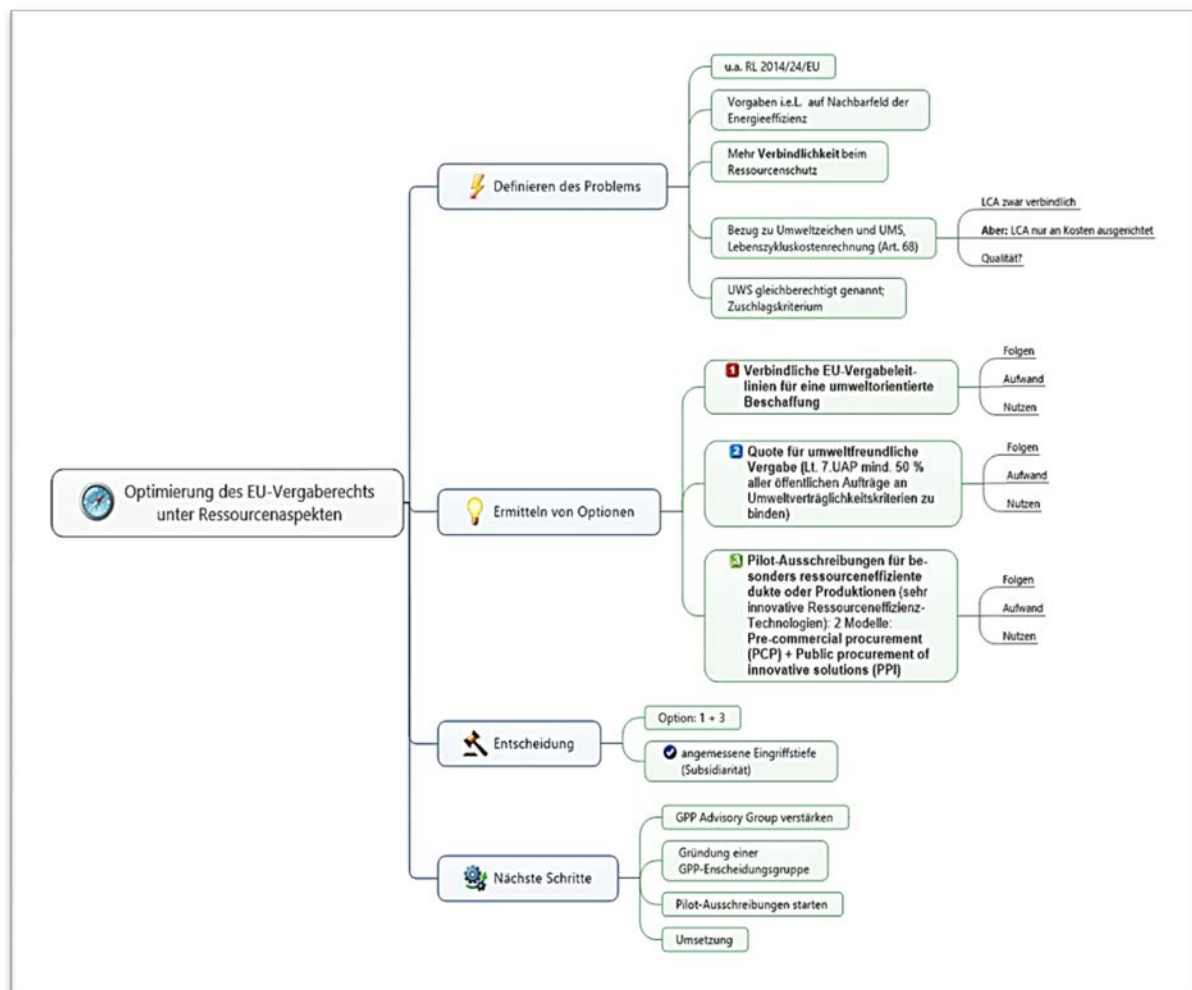 Optimierung des EU-Vergaberechts
unter Ressourcenaspekten
Definieren des Problems
u.a. RL 2014/24/EU
Vorgaben i.e.L. auf Nachbarfeld der
Energieeffizienz
Mehr Verbindlichkeit beim
Ressourcenschutz
Bezug zu Umweltzeichen und UMS,
Lebenszykluskostenrechnung (Art. 68)
LCA zwar verbindlich
Aber: LCA nur an Kosten ausgerichtet
Qualität?
UWS gleichberechtigt genannt;
Zuschlagskriterium
Ermitteln von Optionen
1 Verbindliche EU-Vergabeleit-
linien für eine umweltorientierte
Beschaffung
Folgen
Aufwand
Nutzen
2 Quote für umweltfreundliche
Vergabe (Lt. 7.UAP mind. 50 %
aller öffentlichen Aufträge an
Umweltverträglichkeitskriterien zu
binden)
Folgen
Aufwand
Nutzen
3 Pilot-Ausschreibungen für be-
sonders ressourceneffiziente
dukte oder Produktionen (sehr
innovative Ressourceneffizienz-
Technologien): 2 Modelle:
Pre-commercial procurement
(PCP) + Public procurement of
innovative solutions (PPI)
Folgen
Aufwand
Nutzen
Entscheidung
Option: 1 + 3
angemessene Eingriffstiefe
(Subsidiarität)
Nächste Schritte
GPP Advisory Group verstärken
Gründung einer
GPP-Enscheidungsgruppe
Pilot-Ausschreibungen starten
Umsetzung